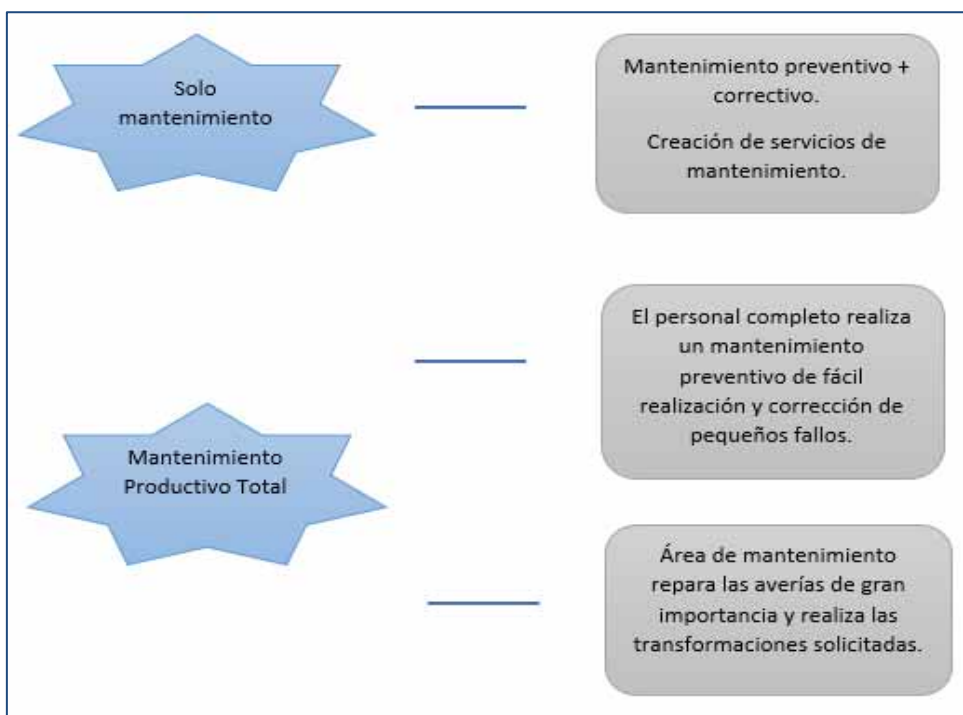 Solo
mantenimiento
Mantenimiento preventivo +
correctivo.
Creación de servicios de
mantenimiento.
El personal completo realiza
un mantenimiento
preventivo de fácil
realización y corrección de
pequeños fallos.
Mantenimiento
Productivo Total
Área de mantenimiento
repara las averías de gran
importancia y realiza las
transformaciones solicitadas.